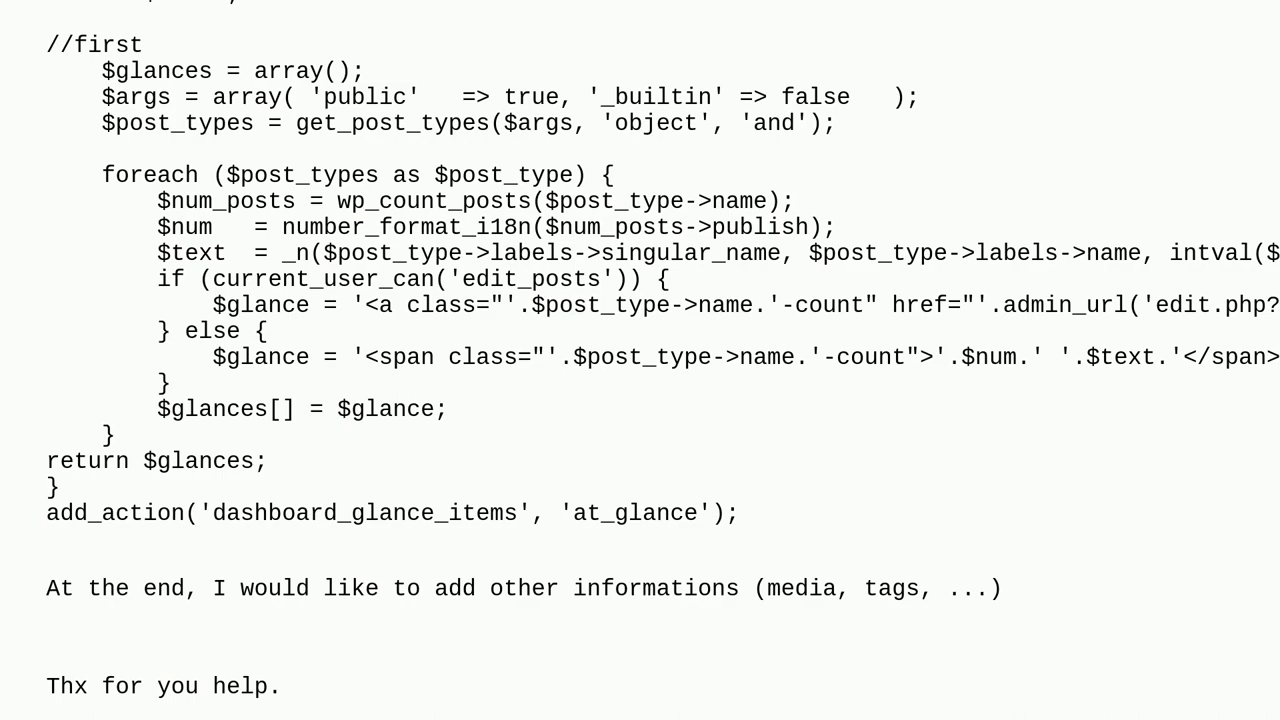 //first
    $glances = array();
    $args = array( 'public'   => true, '_builtin' => false   );
    $post_types = get_post_types($args, 'object', 'and');
    foreach ($post_types as $post_type) {
        $num_posts = wp_count_posts($post_type->name);
        $num   = number_format_i18n($num_posts->publish);
        $text  = _n($post_type->labels->singular_name, $post_type->labels->name, intval($
        if (current_user_can('edit_posts')) {
            $glance = '<a class="'.$post_type->name.'-count" href="'.admin_url('edit.php?
        } else {
            $glance = '<span class="'.$post_type->name.'-count">'.$num.' '.$text.'</span>
        }
        $glances[] = $glance;
    }
return $glances;
}
add_action('dashboard_glance_items', 'at_glance');
At the end, I would like to add other informations (media, tags, ...)
Thx for you help.